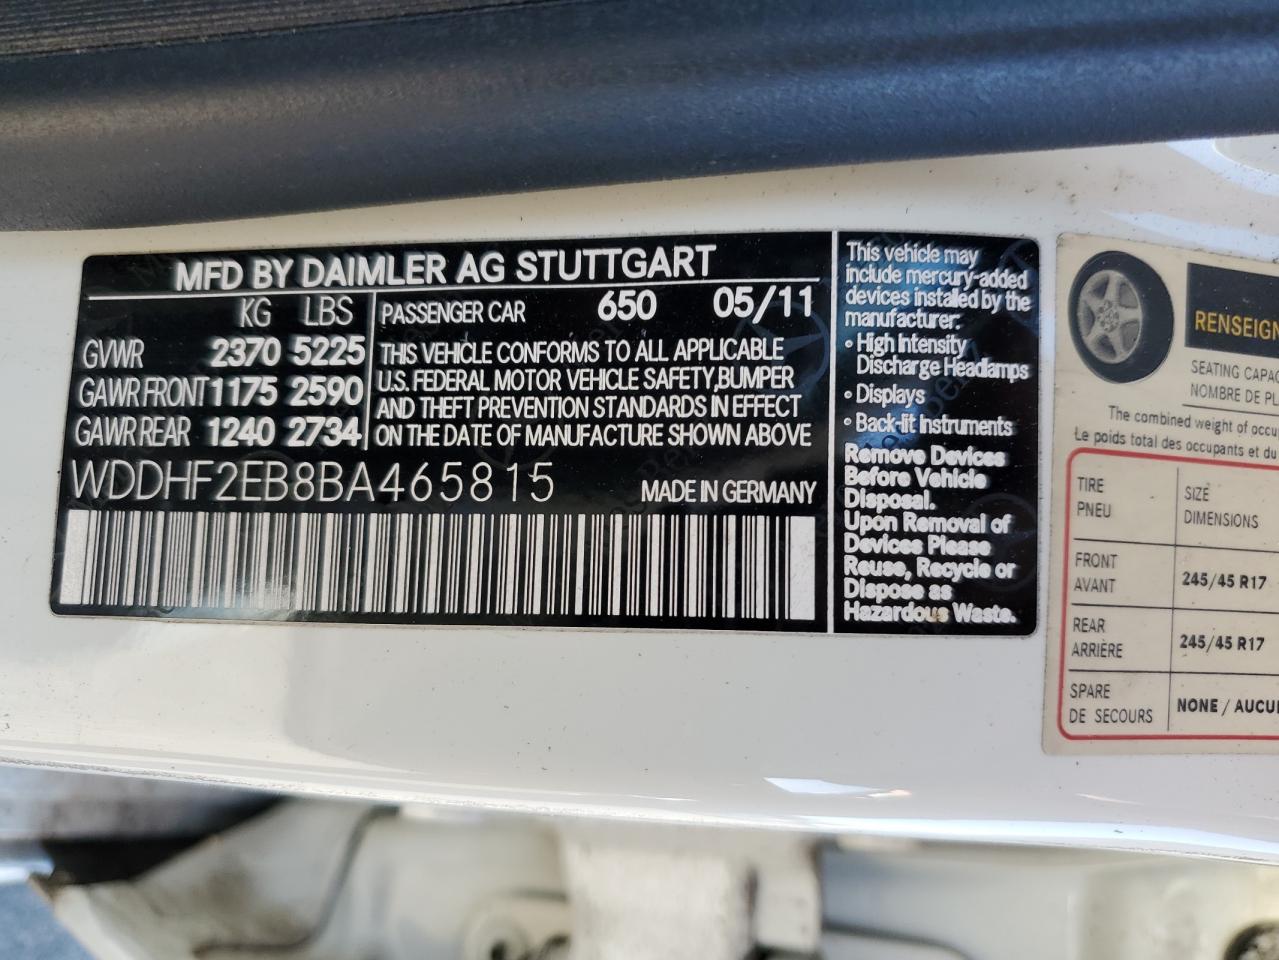 MFD BY DAIMLER AG STUTTGART
KG LBS
GVWR 2370 5225
GAWR FRONT 1175 2590
GAWR REAR 1240 2734
PASSENGER CAR 650 05/11
THIS VEHICLE CONFORMS TO ALL APPLICABLE
U.S. FEDERAL MOTOR VEHICLE SAFETY,BUMPER
AND THEFT PREVENTION STANDARDS IN EFFECT
ON THE DATE OF MANUFACTURE SHOWN ABOVE
WDDHF2EB8BA465815 MADE IN GERMANY
This vehicle may
include mercury-added
devices installed by the
manufacturer:
• High Intensity
Discharge Headlamps
• Displays
• Back-lit Instruments
Remove Devices
Before Vehicle
Disposal.
Upon Removal of
Devices Please
Reuse, Recycle or
Dispose as
Hazardous Waste.
RENSEIGN
SEATING CAPAC
NOMBRE DE PL
The combined weight of occu
Le poids total des occupants et du
TIRE SIZE
PNEU DIMENSIONS
FRONT
AVANT 245/45 R17
REAR
ARRIÈRE 245/45 R17
SPARE
DE SECOURS NONE / AUCU